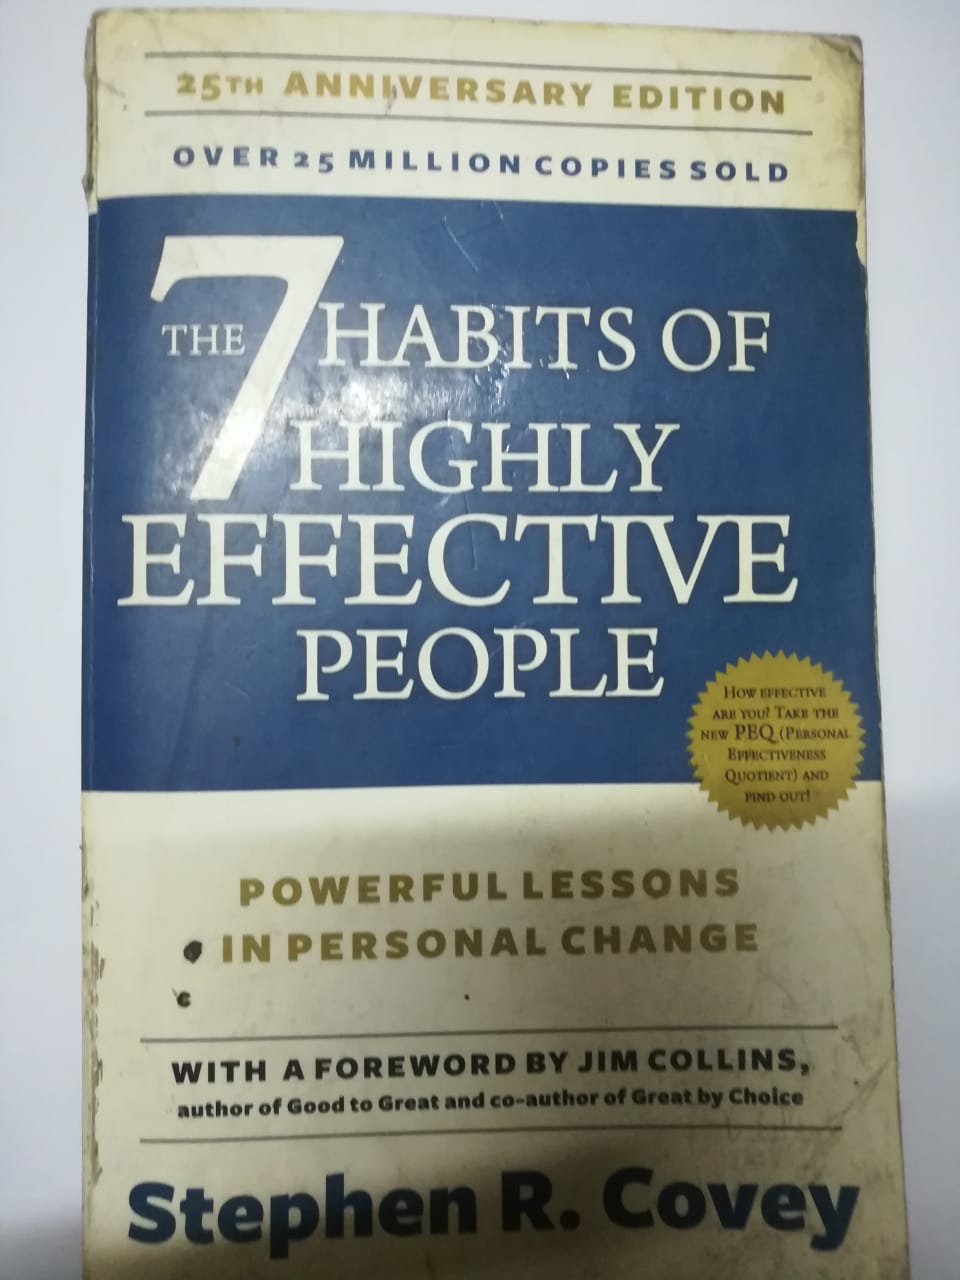 25TH ANNIVERSARY EDITION
OVER 25 MILLION COPIES SOLD
THE 7 HABITS OF
HIGHLY
EFFECTIVE
PEOPLE
HOW EFFECTIVE
ARE YOU? TAKE THE
NEW PEQ (PERSONAL
EFFECTIVENESS
QUOTIENT) AND
FIND OUT!
POWERFUL LESSONS
IN PERSONAL CHANGE
WITH A FOREWORD BY JIM COLLINS,
author of Good to Great and co-author of Great by Choice
Stephen R. Covey